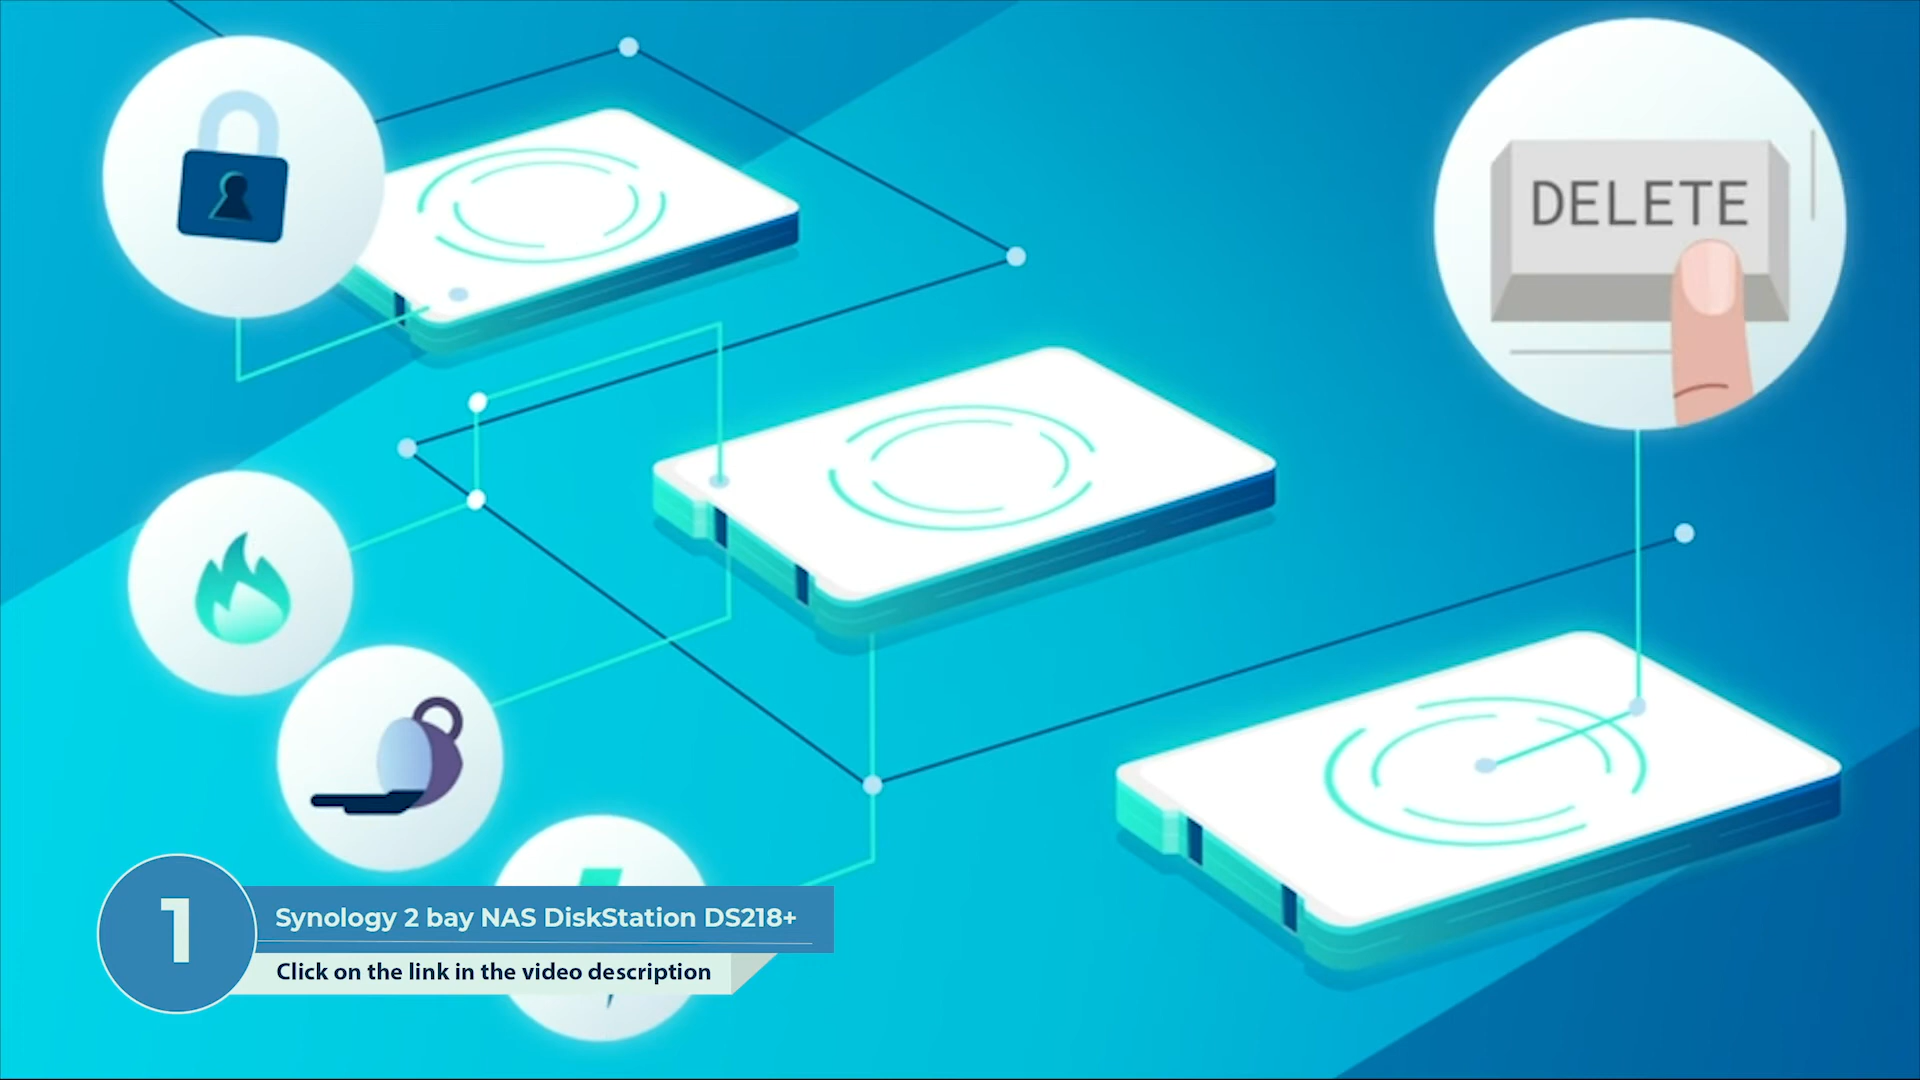 DELETE
1
Synology 2 bay NAS DiskStation DS218+
Click on the link in the video description